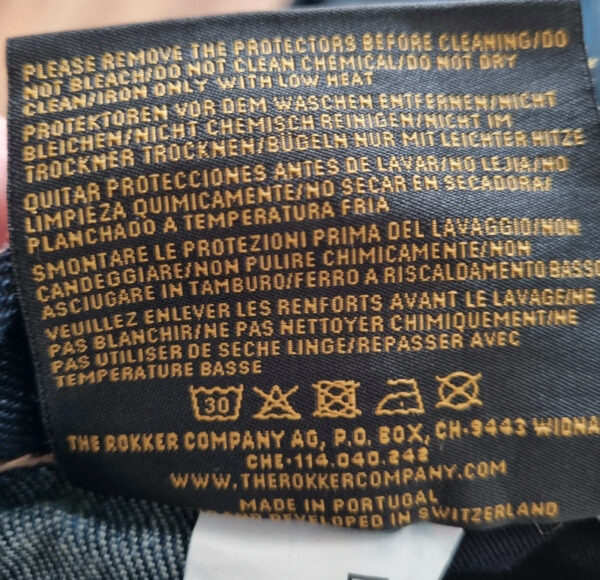 PLEASE REMOVE THE PROTECTORS BEFORE CLEANING/DO
NOT BLEACH/DO NOT CLEAN CHEMICAL/DO NOT DRY
CLEAN/IRON ONLY WITH LOW HEAT
PROTEKTOREN VOR DEM WASCHEN ENTFERNEN/NICHT
BLEICHEN/NICHT CHEMISCH REINIGEN/NICHT IM
TROCKNER TROCKNEN/BÜGELN NUR MIT LEICHTER HITZE
QUITAR PROTECCIONES ANTES DE LAVAR/NO LEJIA/NO
LIMPIEZA QUIMICAMENTE/NO SECAR EN SECADORA/
PLANCHADO A TEMPERATURA FRIA
SMONTARE LE PROTEZIONI PRIMA DEL LAVAGGIO/NON
CANDEGGIARE/NON PULIRE CHIMICAMENTE/NON
ASCIUGARE IN TAMBURO/FERRO A RISCALDAMENTO BASSO
VEUILLEZ ENLEVER LES RENFORTS AVANT LE LAVAGE/NE
PAS BLANCHIR/NE PAS NETTOYER CHIMIQUEMENT/NE
PAS UTILISER DE SECHE LINGE/REPASSER AVEC
TEMPERATURE BASSE
30
THE ROKKER COMPANY AG, P.O. BOX, CH-9443 WIDNA
CHE-114.040.248
WWW.THEROKKERCOMPANY.COM
MADE IN PORTUGAL
DEVELOPED IN SWITZERLAND